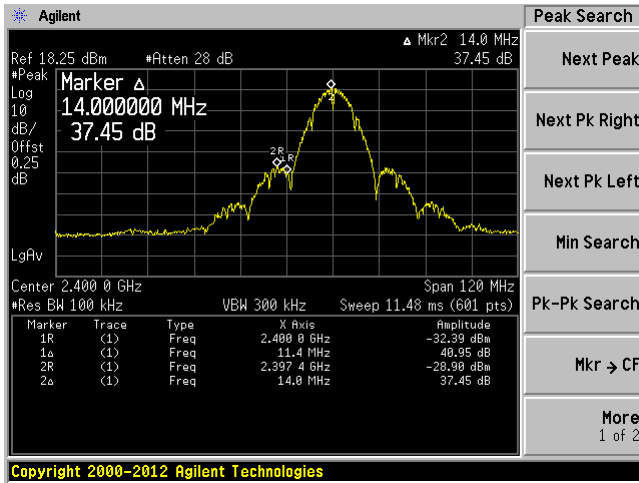 Agilent
Peak Search
Δ Mkr2 14.0 MHz
Ref 18.25 dBm #Atten 28 dB 37.45 dB
#Peak
Log
10
dB/
Offst
0.25
dB
Marker Δ
14.000000 MHz
37.45 dB
2
2R
1R
LgAv
Center 2.400 0 GHz Span 120 MHz
#Res BW 100 kHz VBW 300 kHz Sweep 11.48 ms (601 pts)
Marker Trace Type X Axis Amplitude
1R (1) Freq 2.400 0 GHz -32.39 dBm
1Δ (1) Freq 11.4 MHz 40.95 dB
2R (1) Freq 2.397 4 GHz -28.90 dBm
2Δ (1) Freq 14.0 MHz 37.45 dB
Next Peak
Next Pk Right
Next Pk Left
Min Search
Pk-Pk Search
Mkr → CF
More
1 of 2
Copyright 2000-2012 Agilent Technologies